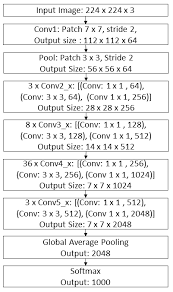 Input Image: 224 x 224 x 3
Conv1: Patch 7 x 7, stride 2,
Output size : 112 x 112 x 64
Pool: Patch 3 x 3, Stride 2
Output Size: 56 x 56 x 64
3 x Conv2_x: [(Conv: 1 x 1, 64),
(Conv: 3 x 3, 64), (Conv 1 x 1, 256)]
Output Size: 28 x 28 x 256
8 x Conv3_x: [(Conv: 1 x 1 , 128),
(Conv: 3 x 3, 128), (Conv 1 x 1, 512)]
Output Size: 14 x 14 x 512
36 x Conv4_x: [(Conv: 1 x 1, 256),
(Conv: 3 x 3, 256), (Conv 1 x 1, 1024)]
Output Size: 7 x 7 x 1024
3 x Conv5_x: [(Conv: 1 x 1, 512),
(Conv: 3 x 3, 512), (Conv 1 x 1, 2048)]
Output Size: 7 x 7 x 2048
Global Average Pooling
Output: 2048
Softmax
Output: 1000